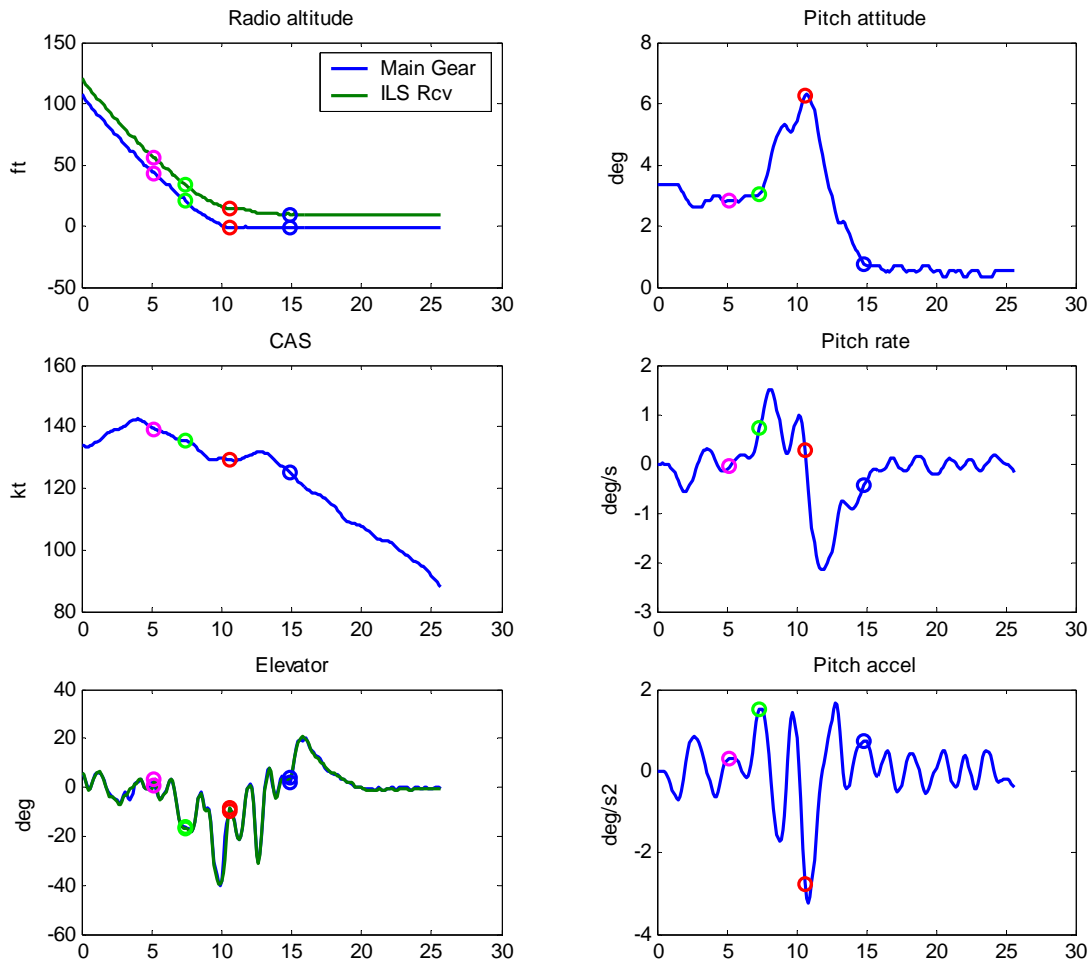 Radio altitude
150
100
50
0
-50
ft
Main Gear
ILS Rcv
0 5 10 15 20 25 30
Pitch attitude
8
6
4
2
0
deg
0 5 10 15 20 25 30
CAS
160
140
120
100
80
kt
0 5 10 15 20 25 30
Pitch rate
2
1
0
-1
-2
-3
deg/s
0 5 10 15 20 25 30
Elevator
40
20
0
-20
-40
-60
deg
0 5 10 15 20 25 30
Pitch accel
2
0
-2
-4
deg/s2
0 5 10 15 20 25 30